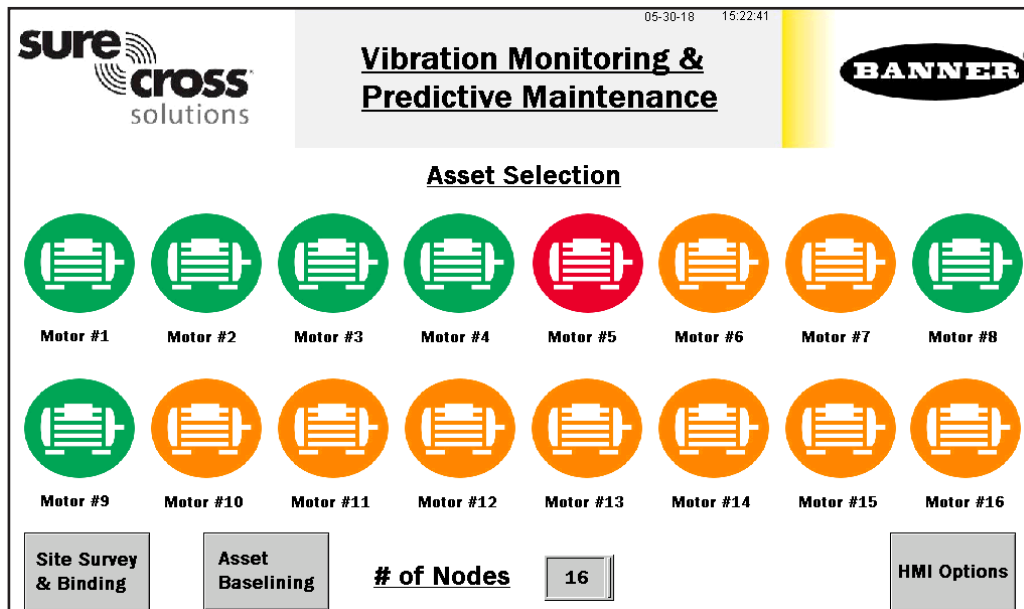 05-30-18 15:22:41
sure
cross
solutions
Vibration Monitoring &
Predictive Maintenance
BANNER
Asset Selection
Motor #1 Motor #2 Motor #3 Motor #4 Motor #5 Motor #6 Motor #7 Motor #8
Motor #9 Motor #10 Motor #11 Motor #12 Motor #13 Motor #14 Motor #15 Motor #16
Site Survey
& Binding
Asset
Baselining
# of Nodes
16
HMI Options